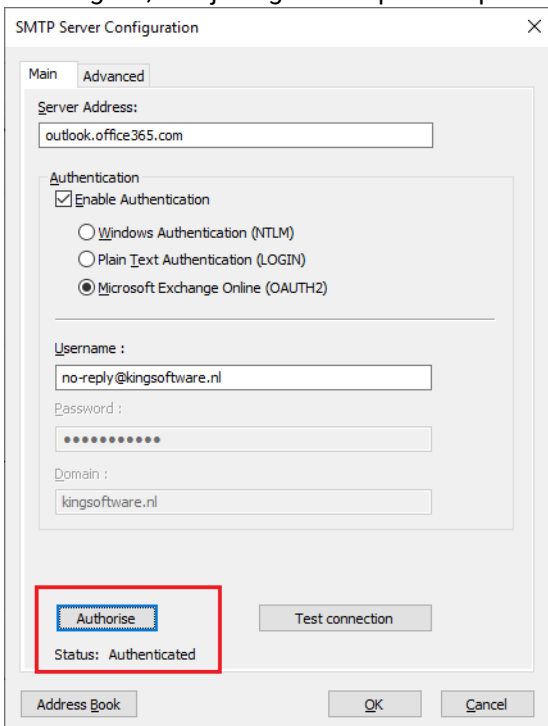 SMTP Server Configuration
Main Advanced
Server Address:
outlook.office365.com
Authentication
Enable Authentication
Windows Authentication (NTLM)
Plain Text Authentication (LOGIN)
Microsoft Exchange Online (OAUTH2)
Username :
no-reply@kingsoftware.nl
Password :
Domain :
kingsoftware.nl
Authorise Test connection
Status: Authenticated
Address Book OK Cancel